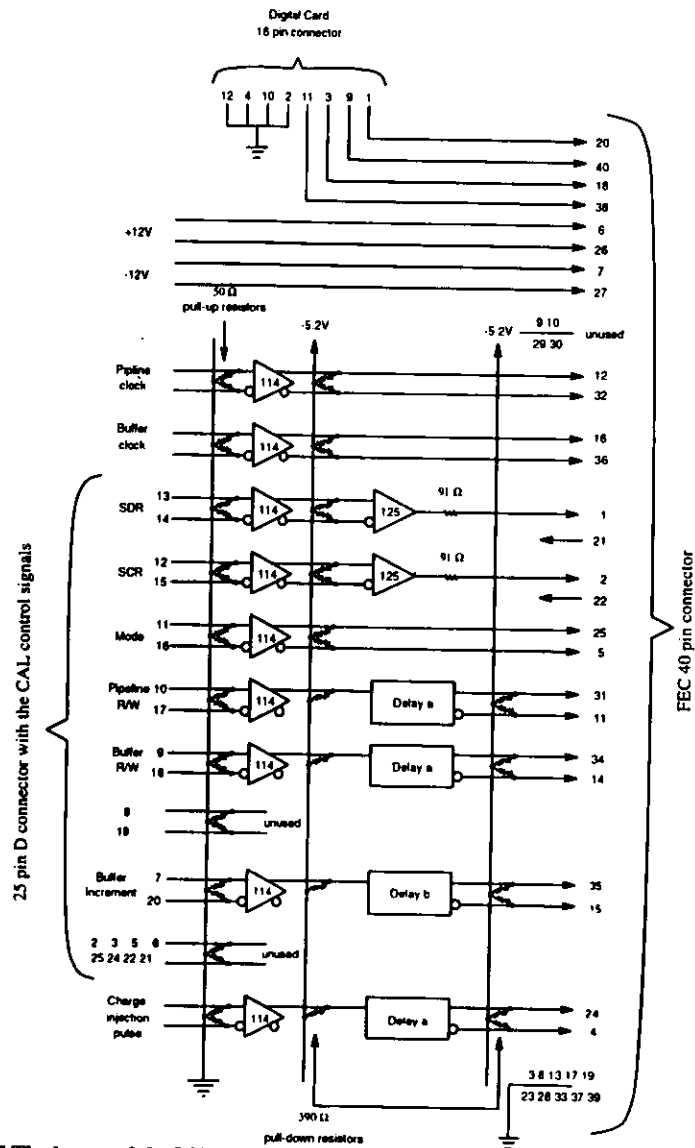 Digital Card
16 pin connector
12 4 10 2 11 3 9 1
20
40
18
38
+12V
6
26
-12V
7
27
50 Ω
pull-up resistors
-5.2V
-5.2V
9 10
29 30
unused
Pipline
clock
114
12
32
Buffer
clock
114
16
36
SDR
13
14
114
125
91 Ω
1
21
SCR
12
15
114
125
91 Ω
2
22
Mode
11
16
114
25
5
Pipeline
R/W
10
17
114
Delay a
31
11
Buffer
R/W
9
18
114
Delay a
34
14
8
19
unused
Buffer
Increment
7
20
114
Delay b
35
15
2 3 5 6
25 24 22 21
unused
Charge
injection
pulse
114
Delay a
24
4
3 8 13 17 19
23 28 33 37 39
390 Ω
pull-down resistors
25 pin D connector with the CAL control signals
FEC 40 pin connector